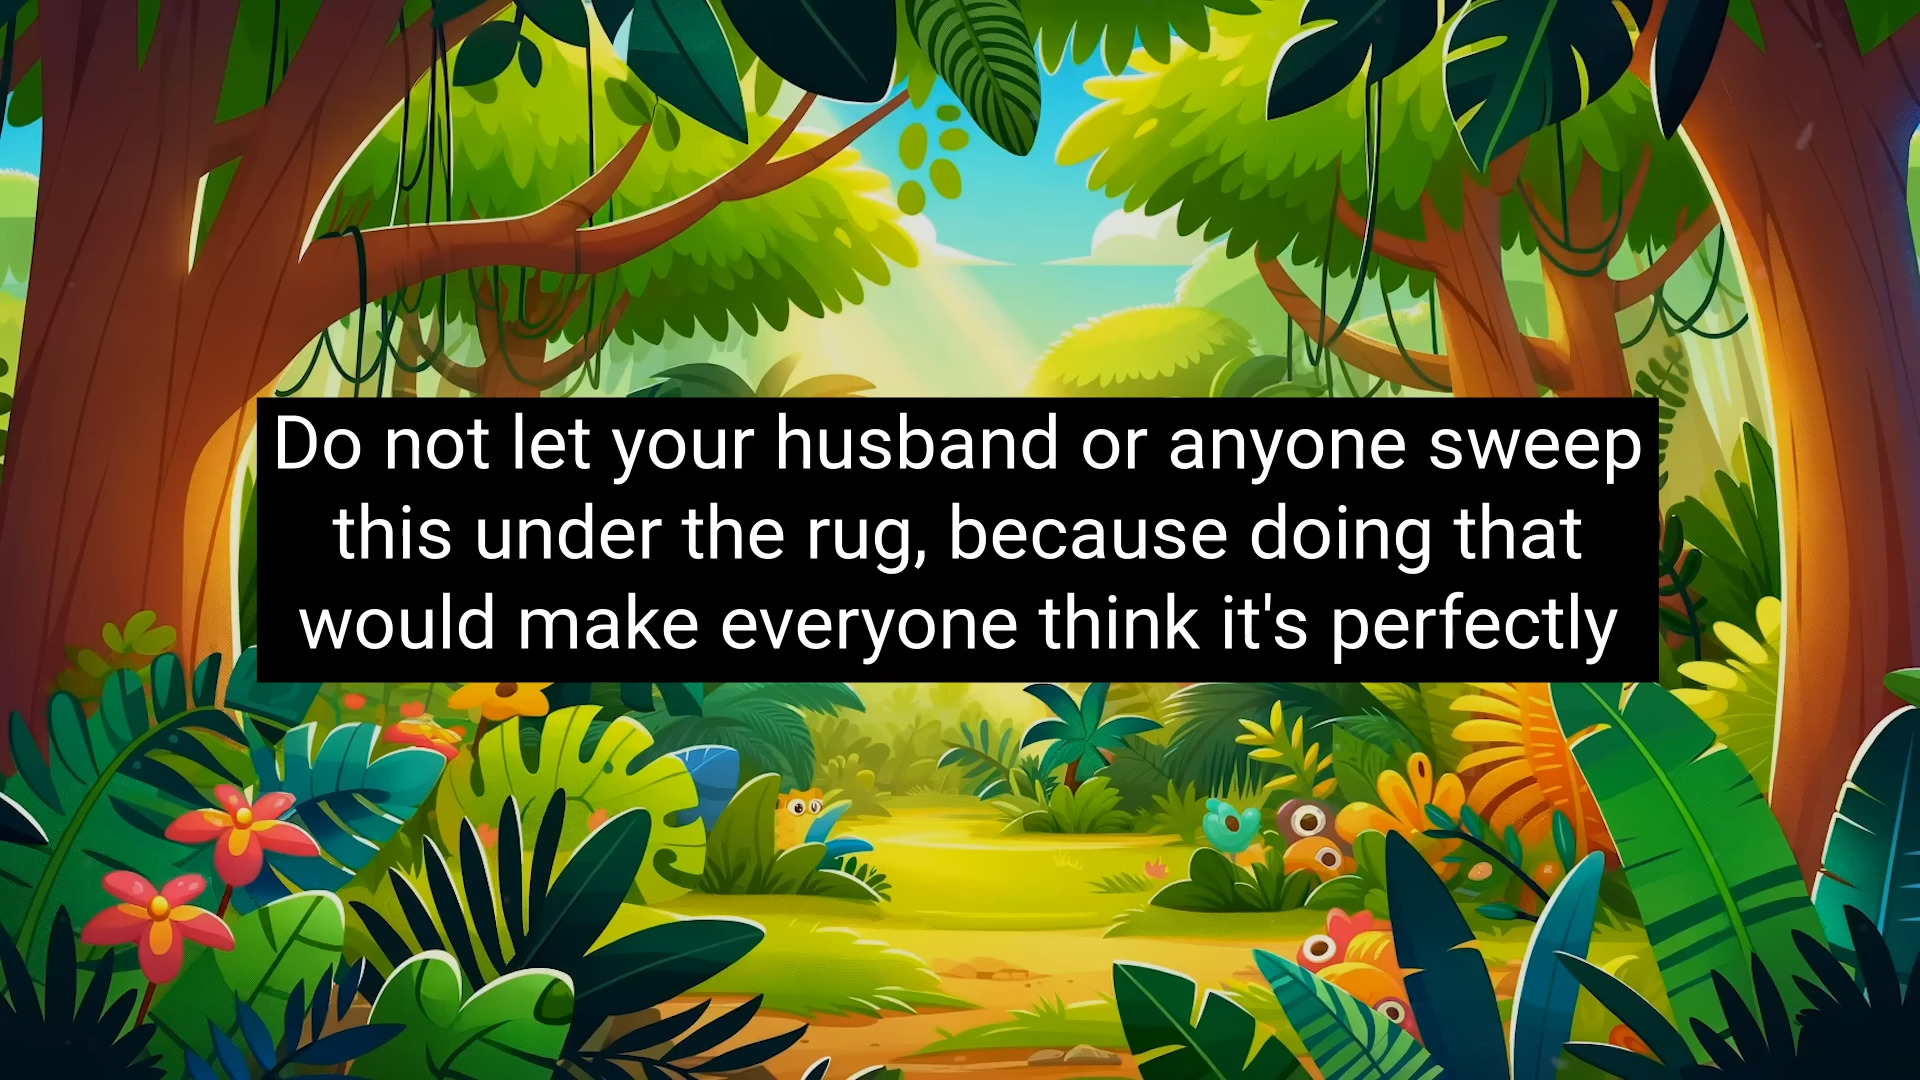 Do not let your husband or anyone sweep
this under the rug, because doing that
would make everyone think it's perfectly